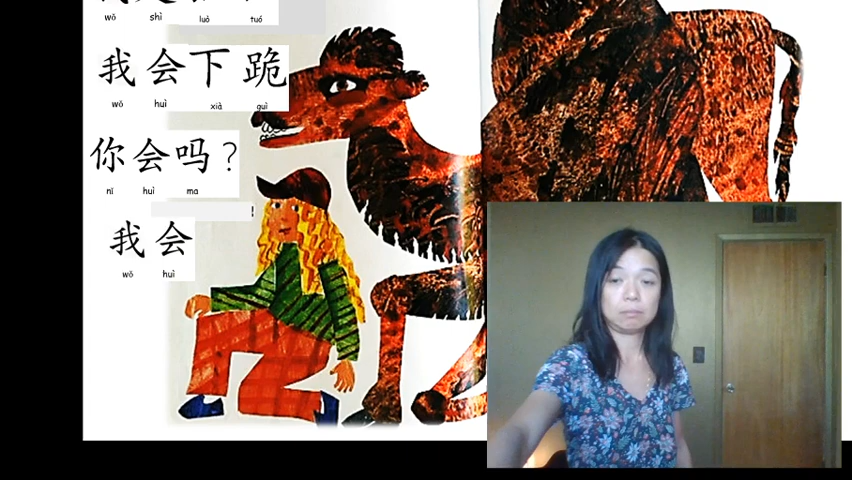 wǒ shì luò tuó
我会下跪
wǒ huì xià guì
你会吗？
nǐ huì ma
!
我会
wǒ huì